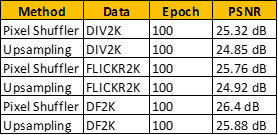 Method Data Epoch PSNR
Pixel Shuffler DIV2K 100 25.32 dB
Upsampling DIV2K 100 24.85 dB
Pixel Shuffler FLICKR2K 100 25.76 dB
Upsampling FLICKR2K 100 24.92 dB
Pixel Shuffler DF2K 100 26.4 dB
Upsampling DF2K 100 25.88 dB